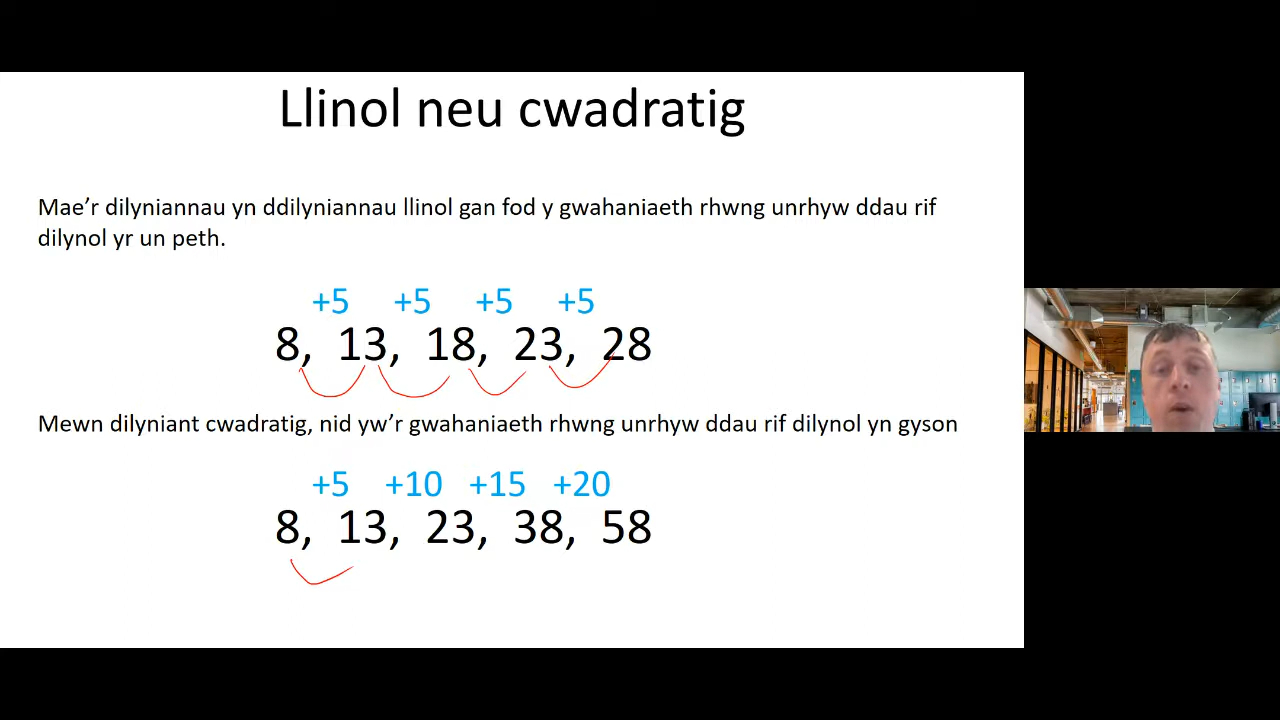 Llinol neu cwadratig
Mae’r dilyniannau yn ddilyniannau llinol gan fod y gwahaniaeth rhwng unrhyw ddau rif
dilynol yr un peth.
+5 +5 +5 +5
8, 13, 18, 23, 28
Mewn dilyniant cwadratig, nid yw’r gwahaniaeth rhwng unrhyw ddau rif dilynol yn gyson
+5 +10 +15 +20
8, 13, 23, 38, 58